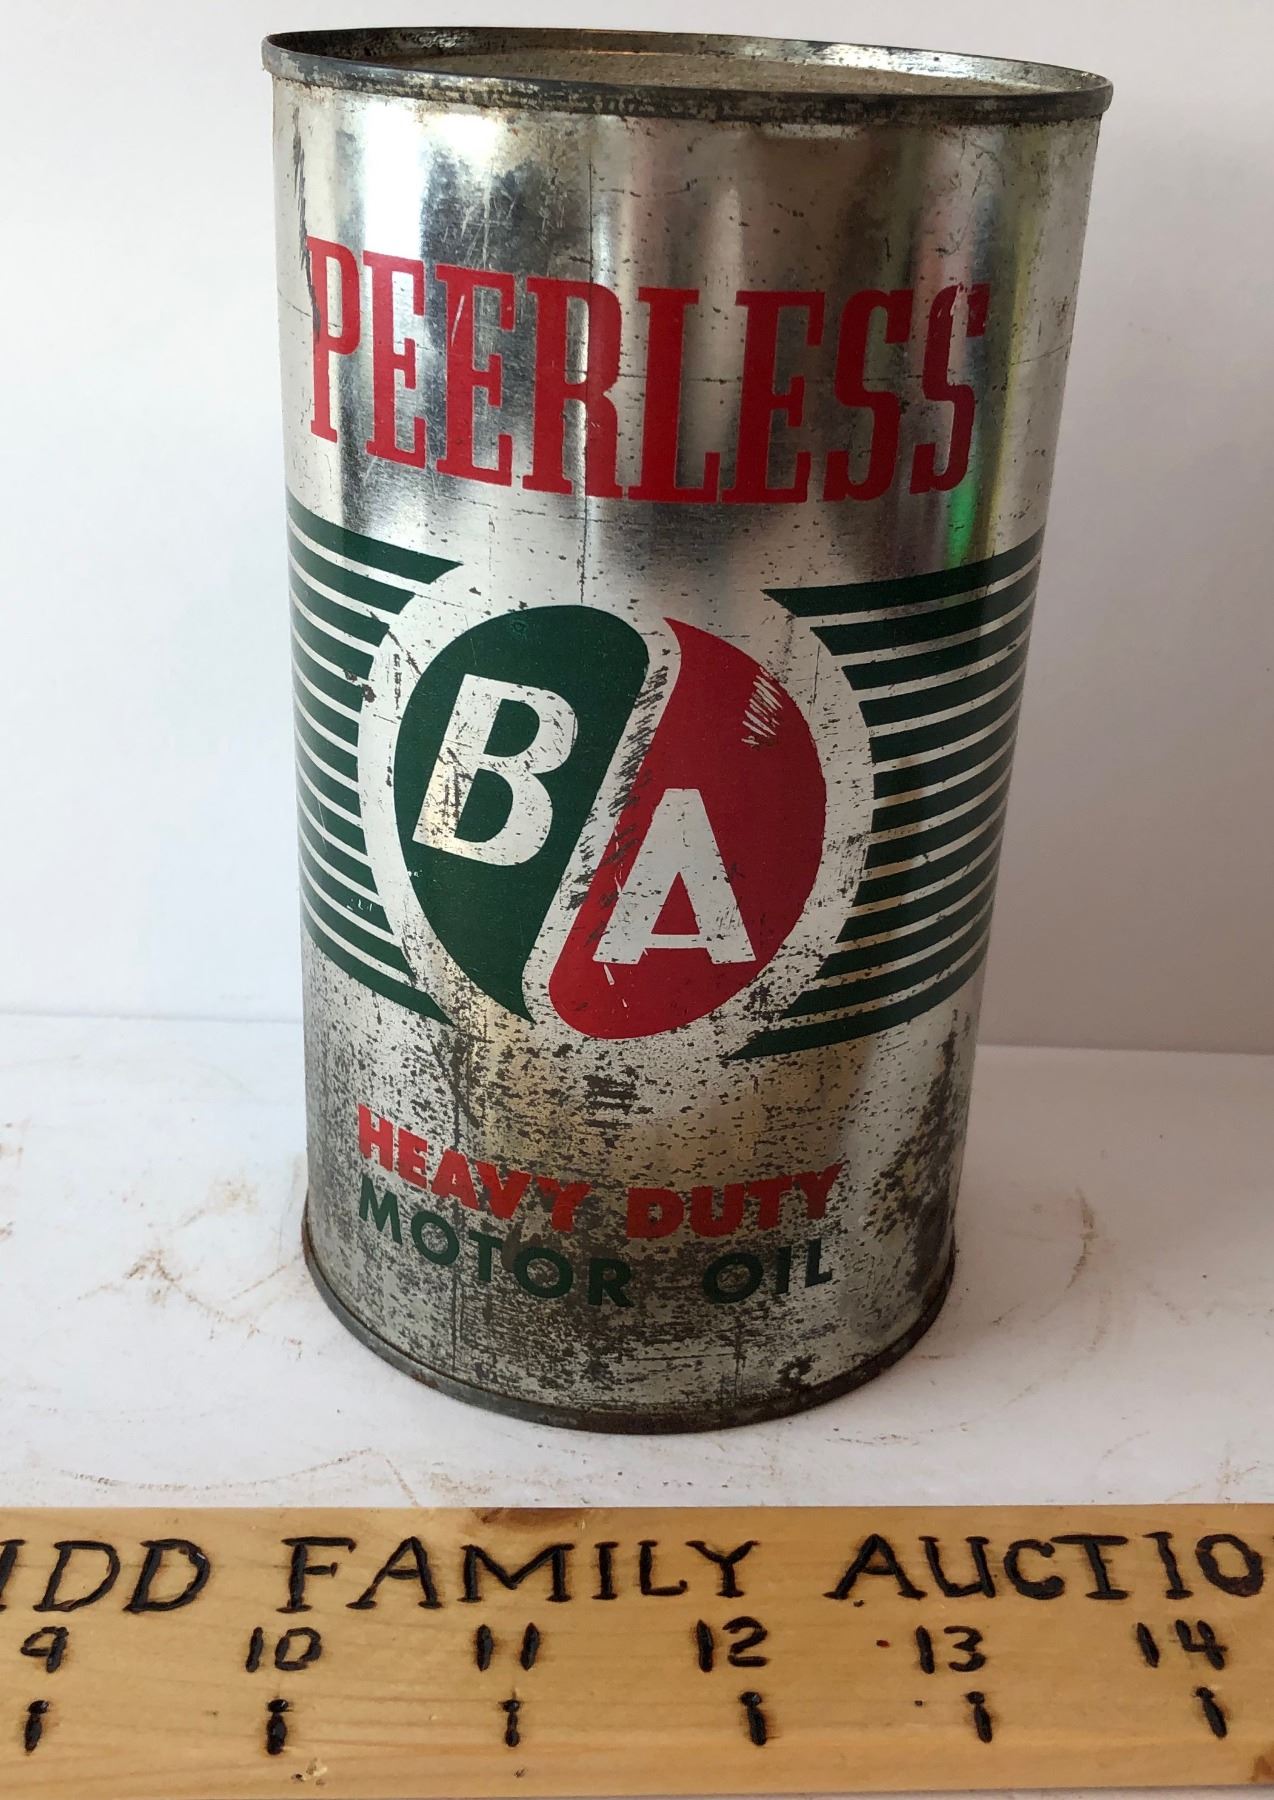 PEERLESS
B A
HEAVY DUTY
MOTOR OIL
IDD FAMILY AUCTIO
9 10 11 12 13 14